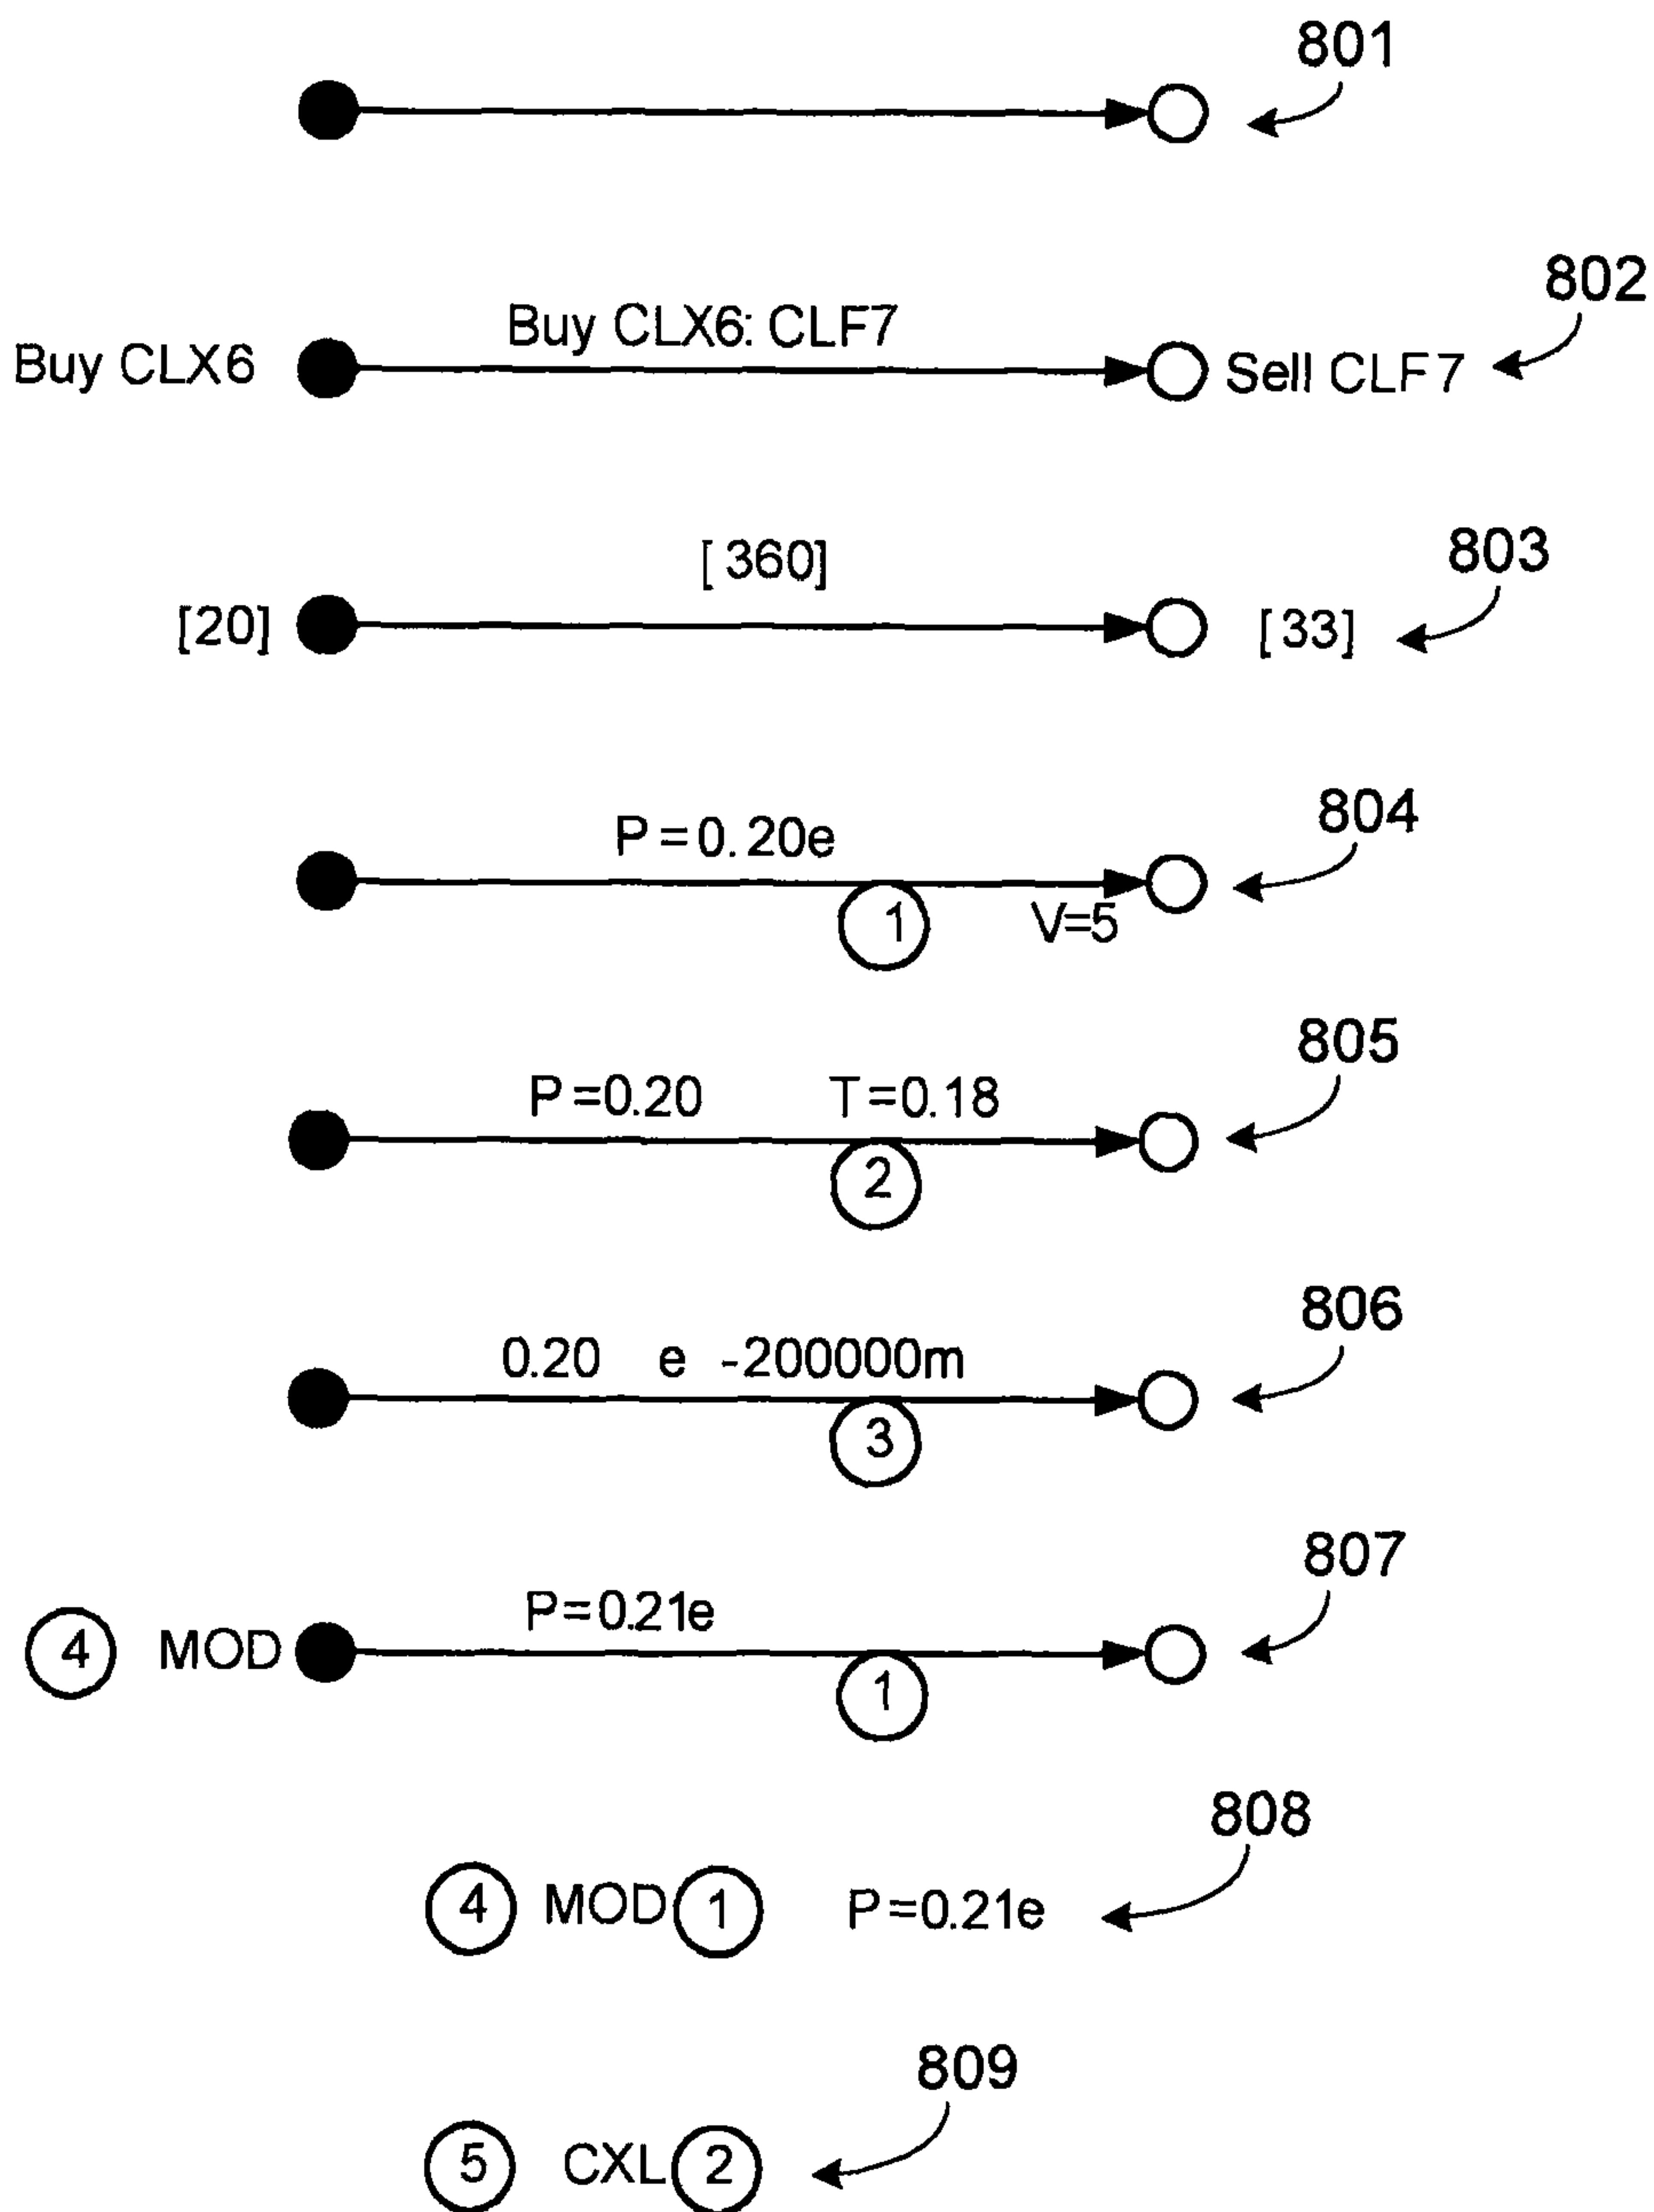 801
802
Buy CLX6: CLF7
Buy CLX6
Sell CLF7
803
[360]
[20]
[33]
804
P=0.20e
1
V=5
805
P=0.20 T=0.18
2
806
0.20 e -200000m
3
807
P=0.21e
4 MOD
1
808
4 MOD 1 P=0.21e
809
5 CXL 2